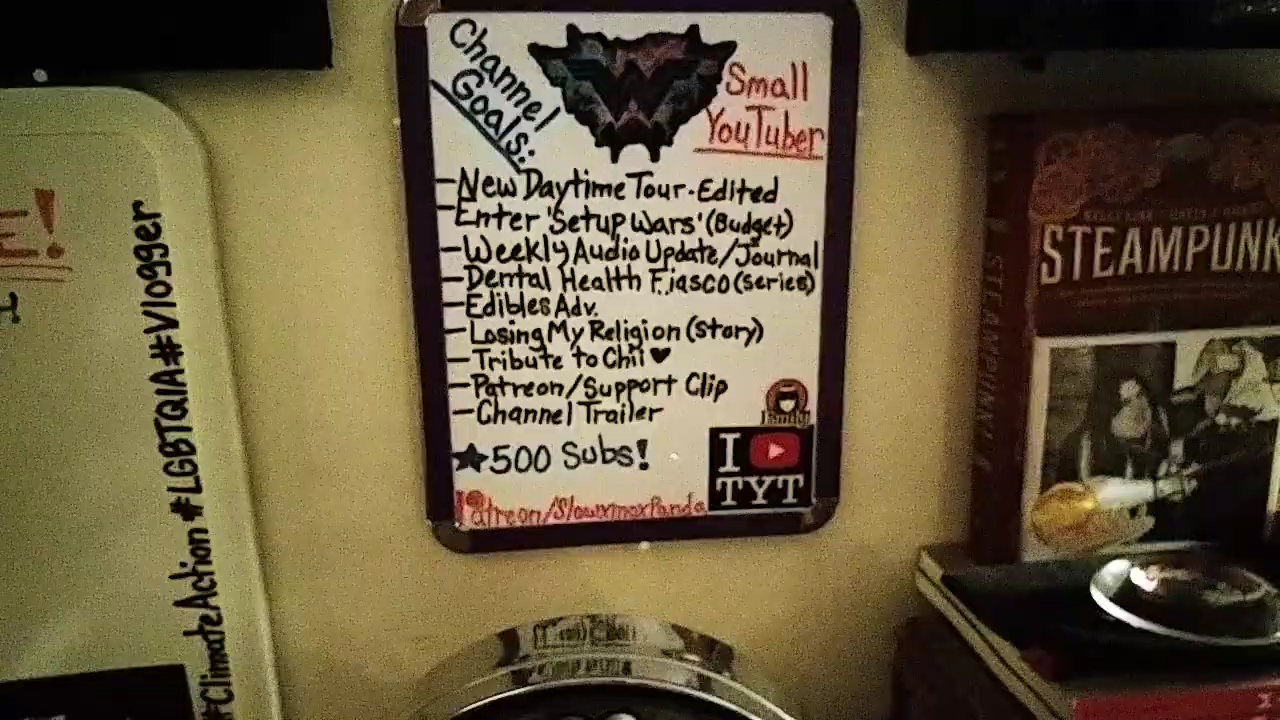 Channel
Goals:
Small
YouTuber
-New Daytime Tour-Edited
-Enter 'Setup Wars' (Budget)
-Weekly Audio Update/Journal
-Dental Health Fiasco (series)
-Edibles Adv.
-Losing My Religion (story)
-Tribute to Chii ♥
-Patreon/Support Clip
-Channel Trailer
★500 Subs!
I
TYT
#ClimateAction #LGBTQIA #Vlogger
E!
STEAMPUNK!
STEAMPUNK